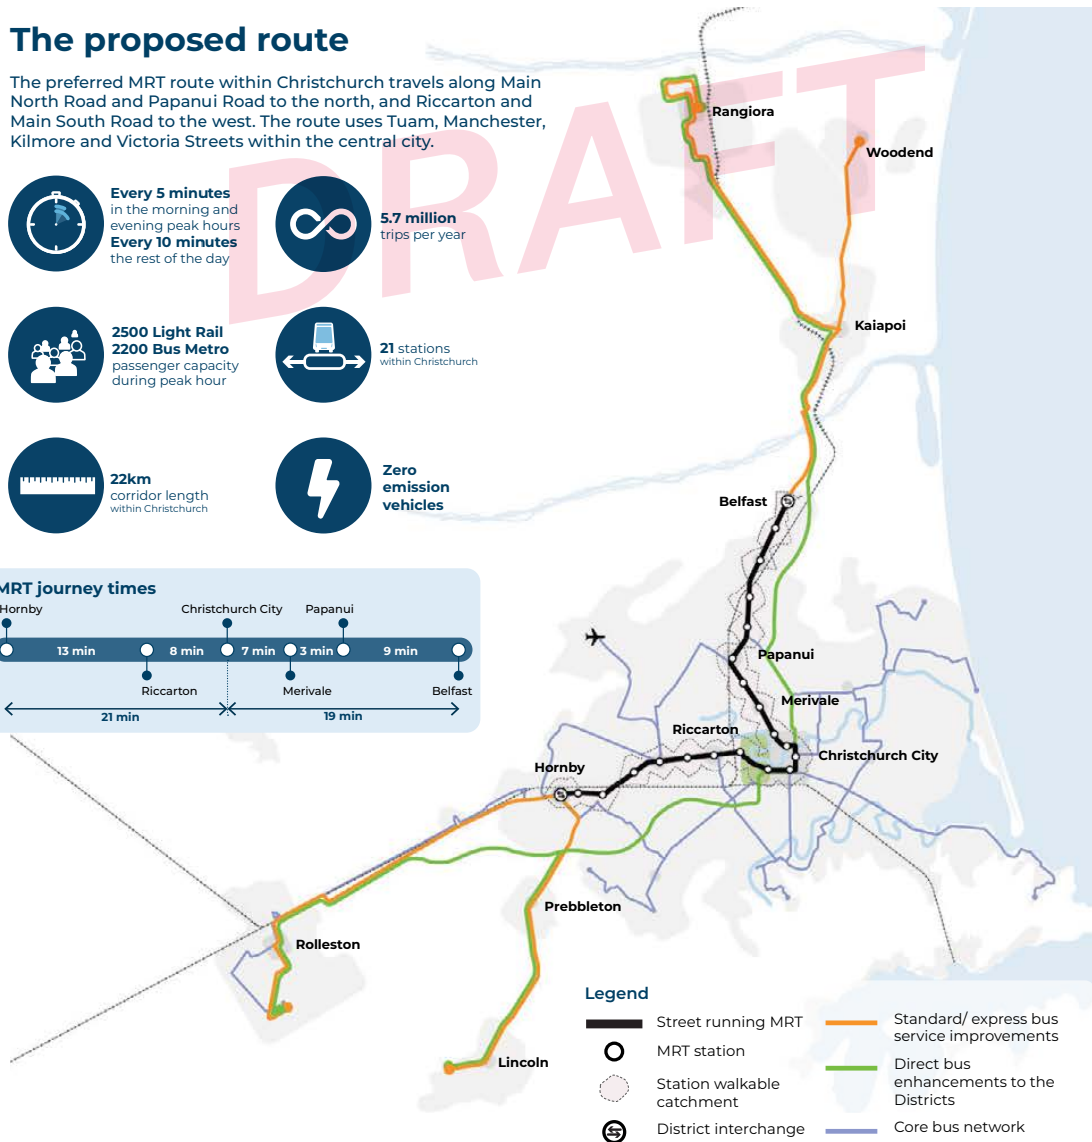 The proposed route
The preferred MRT route within Christchurch travels along Main
North Road and Papanui Road to the north, and Riccarton and
Main South Road to the west. The route uses Tuam, Manchester,
Kilmore and Victoria Streets within the central city.
DRAFT
Every 5 minutes
in the morning and
evening peak hours
Every 10 minutes
the rest of the day
5.7 million
trips per year
2500 Light Rail
2200 Bus Metro
passenger capacity
during peak hour
21 stations
within Christchurch
22km
corridor length
within Christchurch
Zero
emission
vehicles
MRT journey times
Hornby
Christchurch City
Papanui
13 min
8 min
7 min
3 min
9 min
Riccarton
Merivale
Belfast
21 min
19 min
Rangiora
Woodend
Kaiapoi
Belfast
Papanui
Merivale
Riccarton
Christchurch City
Hornby
Prebbleton
Rolleston
Lincoln
Legend
Street running MRT
MRT station
Station walkable
catchment
District interchange
Standard/ express bus
service improvements
Direct bus
enhancements to the
Districts
Core bus network